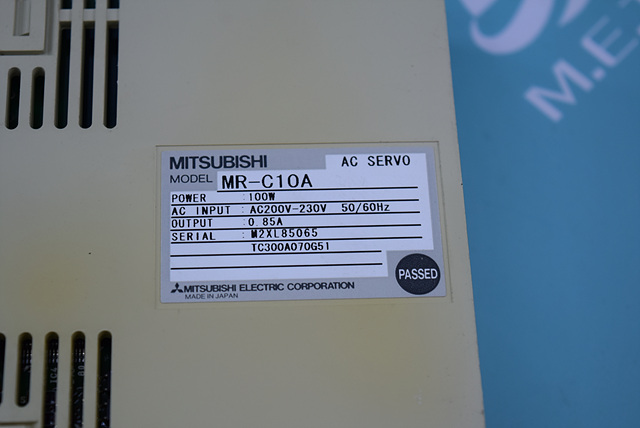 M.E.
MITSUBISHI AC SERVO
MODEL MR-C10A
POWER : 100W
AC INPUT : AC200V-230V 50/60Hz
OUTPUT : 0.85A
SERIAL : M2XL85065
TC300A070G51
PASSED
MITSUBISHI ELECTRIC CORPORATION
MADE IN JAPAN